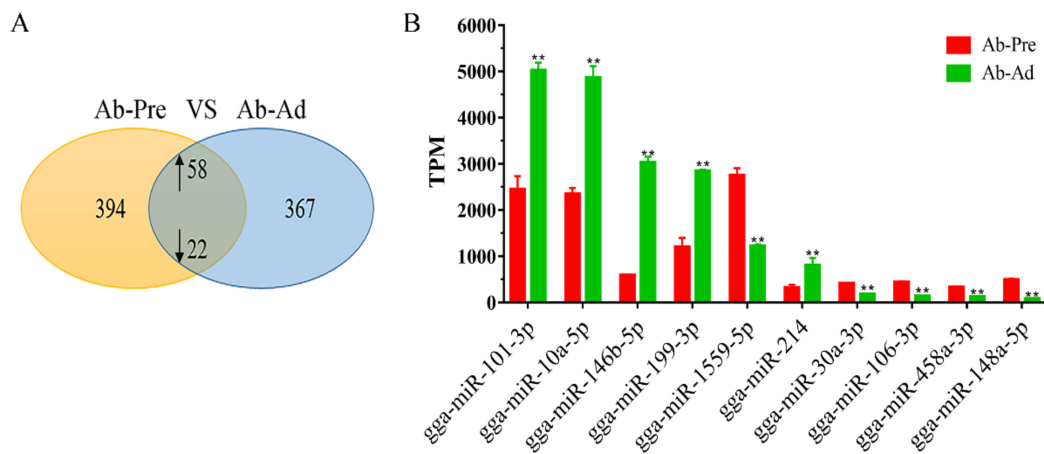 A
Ab-Pre VS Ab-Ad
58
394
367
22
B
6000
5000
4000
3000
2000
1000
0
TPM
Ab-Pre
Ab-Ad
**
**
**
**
**
**
**
**
**
**
gga-miR-101-3p
gga-miR-10a-5p
gga-miR-146b-5p
gga-miR-199-3p
gga-miR-1559-5p
gga-miR-214
gga-miR-30a-3p
gga-miR-106-3p
gga-miR-458a-3p
gga-miR-148a-5p